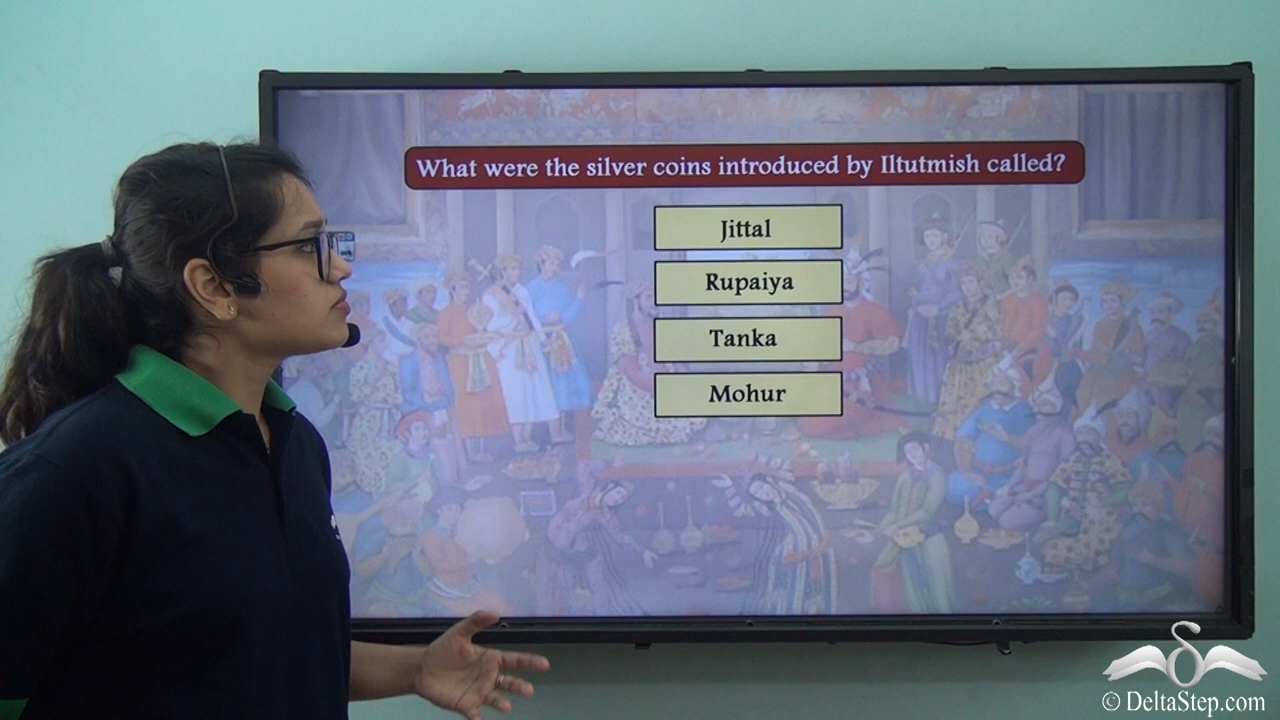 What were the silver coins introduced by Iltutmish called?
Jittal
Rupaiya
Tanka
Mohur
© DeltaStep.com